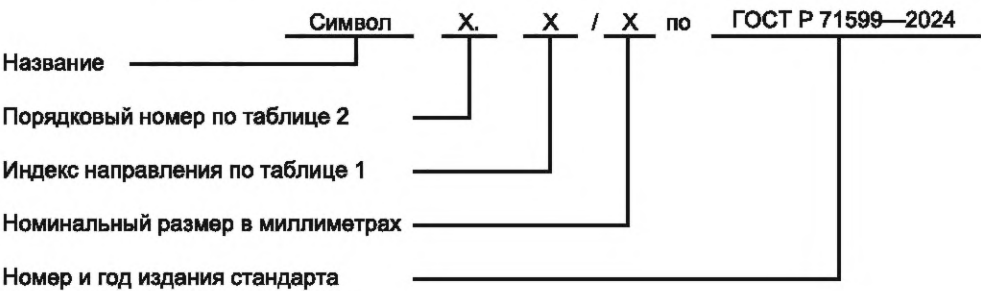 Символ X. X / X по ГОСТ Р 71599—2024
Название
Порядковый номер по таблице 2
Индекс направления по таблице 1
Номинальный размер в миллиметрах
Номер и год издания стандарта